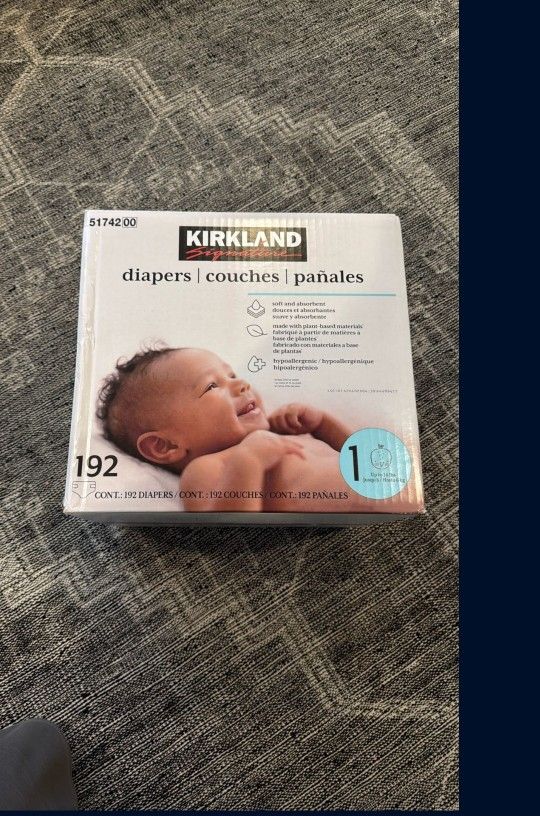 5174200
KIRKLAND
Signature
diapers | couches | pañales
soft and absorbent
douces et absorbantes
suave y absorbente
made with plant-based materials*
fabriqué à partir de matières à
base de plantes*
fabricado con materiales a base
de plantas*
hypoallergenic / hypoallergénique
hipoalergénico
192
1
CONT.: 192 DIAPERS / CONT. : 192 COUCHES / CONT.: 192 PAÑALES